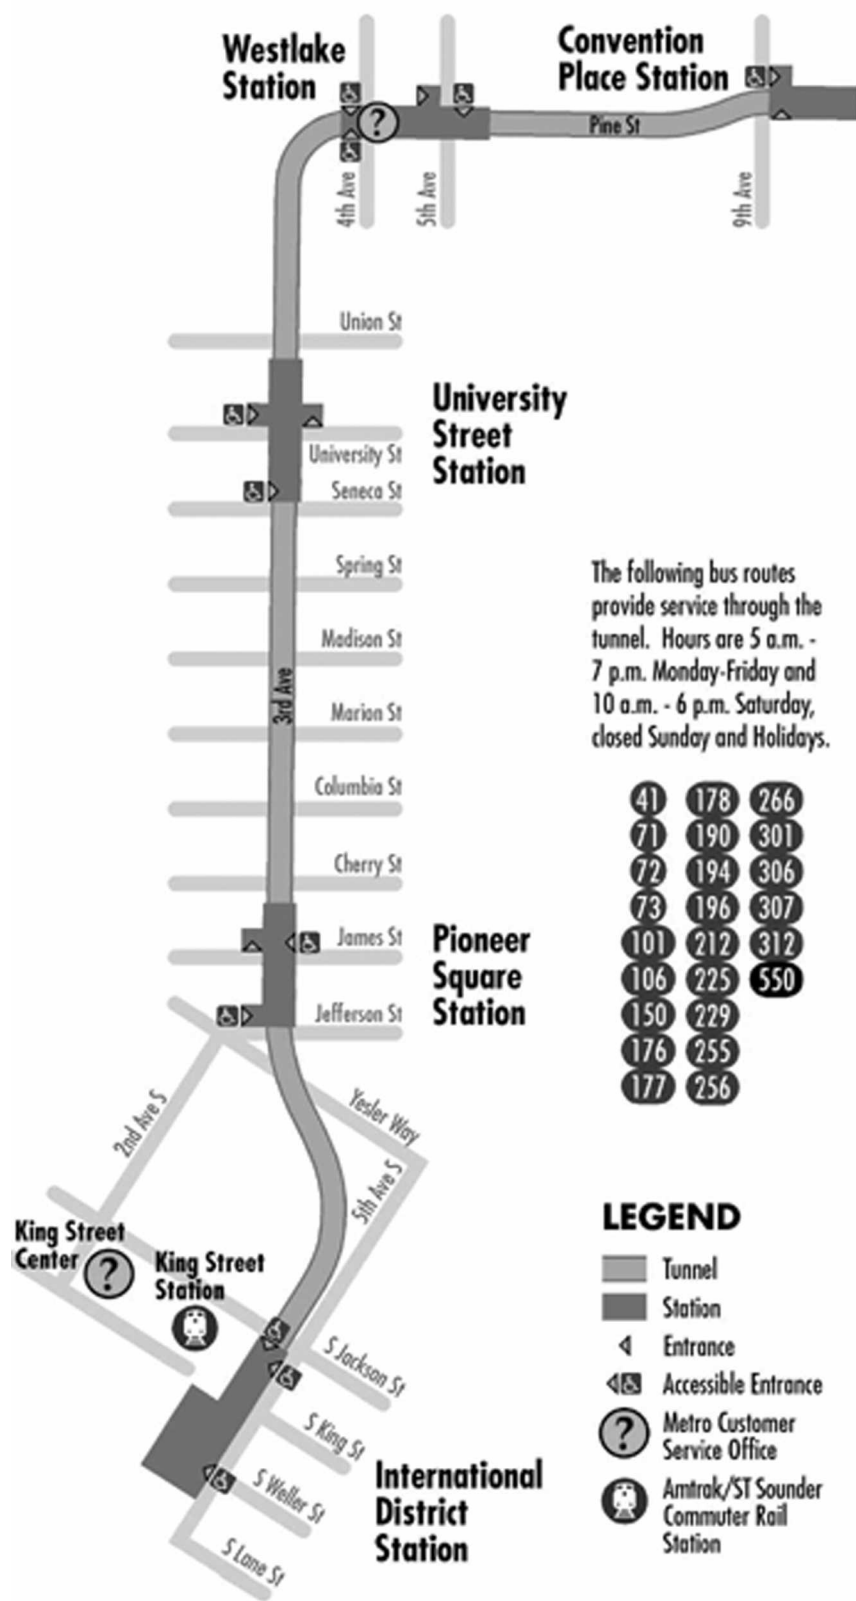 Westlake
Station
Convention
Place Station
?
Pine St
4th Ave
5th Ave
9th Ave
Union St
University
Street
Station
University St
Seneca St
Spring St
Madison St
3rd Ave
Marion St
Columbia St
Cherry St
James St
Jefferson St
Pioneer
Square
Station
The following bus routes
provide service through the
tunnel. Hours are 5 a.m. -
7 p.m. Monday-Friday and
10 a.m. - 6 p.m. Saturday,
closed Sunday and Holidays.
41 178 266
71 190 301
72 194 306
73 196 307
101 212 312
106 225 550
150 229
176 255
177 256
2nd Ave S
Yesler Way
5th Ave S
King Street
Center
?
King Street
Station
S Jackson St
S King St
S Weller St
S Lane St
International
District
Station
LEGEND
Tunnel
Station
Entrance
Accessible Entrance
?
Metro Customer
Service Office
Amtrak/ST Sounder
Commuter Rail
Station